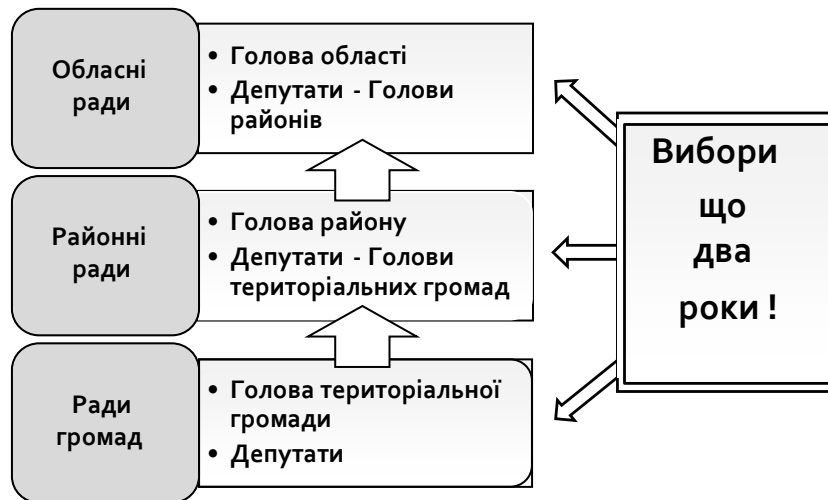 Обласні
ради
• Голова області
• Депутати - Голови
районів
Районні
ради
• Голова району
• Депутати - Голови
територіальних громад
Ради
громад
• Голова територіальної
громади
• Депутати
Вибори
що
два
роки !